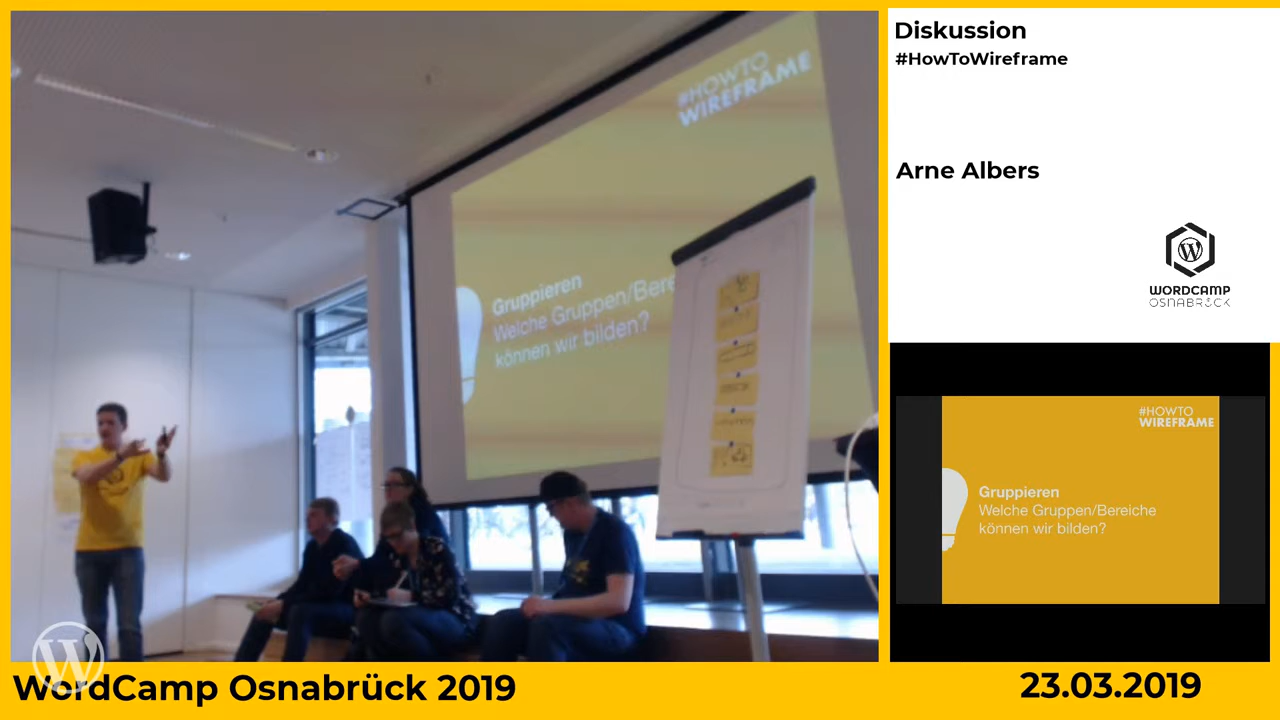 #HOWTO
WIREFRAME
Gruppieren
Welche Gruppen/Bere
können wir bilden?
Diskussion
#HowToWireframe
Arne Albers
WORDCAMP
OSNABRÜCK
#HOWTO
WIREFRAME
Gruppieren
Welche Gruppen/Bereiche
können wir bilden?
WordCamp Osnabrück 2019
23.03.2019